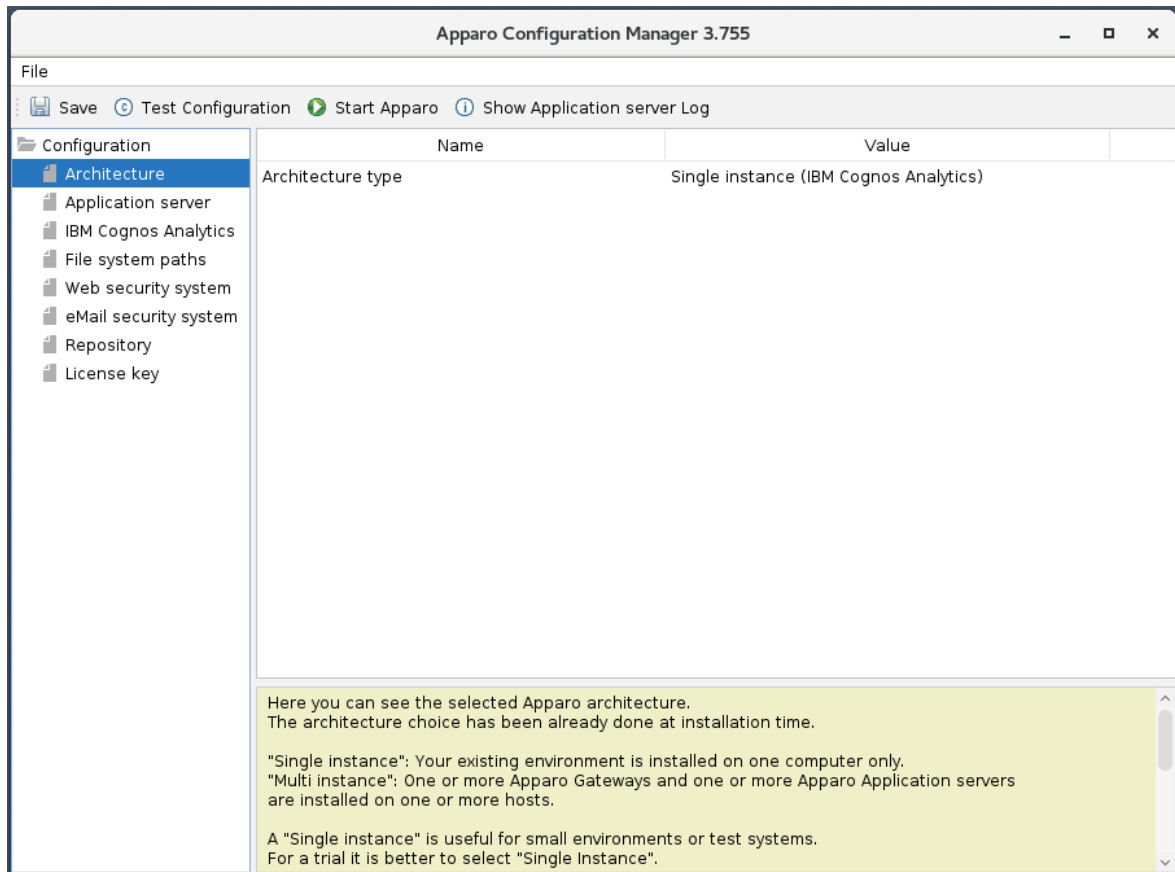 Apparo Configuration Manager 3.755
File
Save Test Configuration Start Apparo Show Application server Log
Configuration
Architecture
Application server
IBM Cognos Analytics
File system paths
Web security system
eMail security system
Repository
License key
Name Value
Architecture type Single instance (IBM Cognos Analytics)
Here you can see the selected Apparo architecture.
The architecture choice has been already done at installation time.
"Single instance": Your existing environment is installed on one computer only.
"Multi instance": One or more Apparo Gateways and one or more Apparo Application servers
are installed on one or more hosts.
A "Single instance" is useful for small environments or test systems.
For a trial it is better to select "Single Instance".